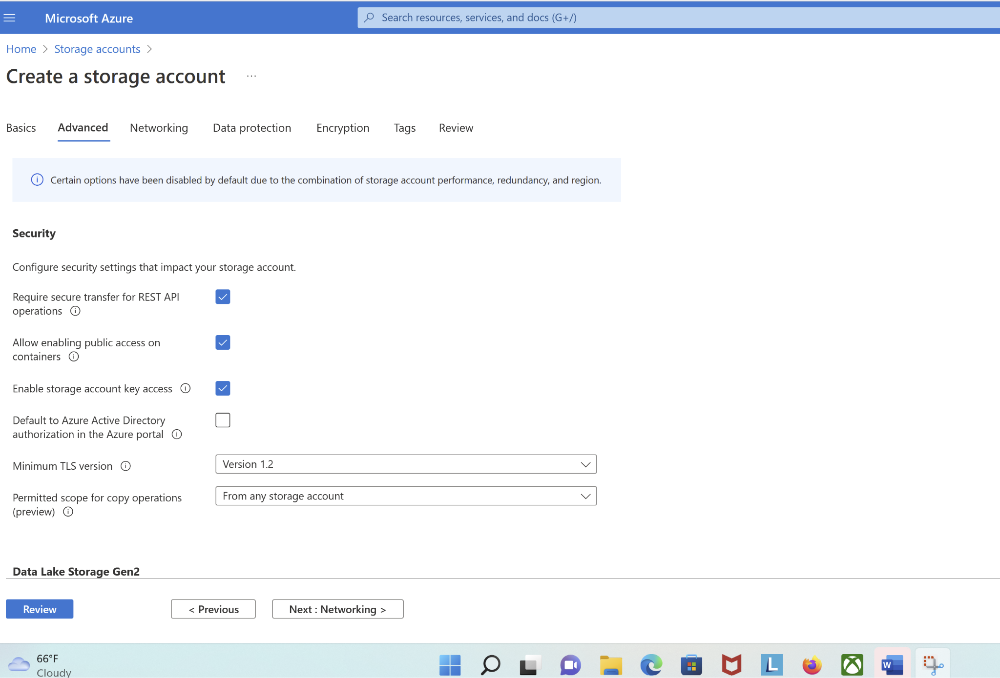 Microsoft Azure
Search resources, services, and docs (G+/)
Home > Storage accounts >
Create a storage account ...
Basics Advanced Networking Data protection Encryption Tags Review
Certain options have been disabled by default due to the combination of storage account performance, redundancy, and region.
Security
Configure security settings that impact your storage account.
Require secure transfer for REST API
operations
Allow enabling public access on
containers
Enable storage account key access
Default to Azure Active Directory
authorization in the Azure portal
Minimum TLS version
Version 1.2
Permitted scope for copy operations
(preview)
From any storage account
Data Lake Storage Gen2
Review
< Previous
Next : Networking >
66°F
Cloudy
L
W